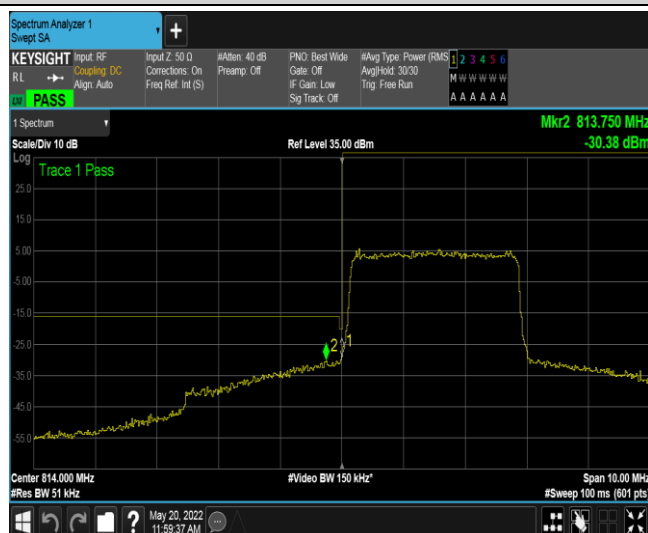 Spectrum Analyzer 1
Swept SA
+
KEYSIGHT
RL
PASS
Input: RF
Coupling: DC
Align: Auto
Input Z: 50 Ω
Corrections: On
Freq Ref: Int (S)
#Atten: 40 dB
Preamp: Off
PNO: Best Wide
Gate: Off
IF Gain: Low
Sig Track: Off
#Avg Type: Power (RMS
Avg|Hold: 30/30
Trig: Free Run
1 2 3 4 5 6
M W W W W W
A A A A A A
1 Spectrum
Mkr2 813.750 MHz
-30.38 dBm
Scale/Div 10 dB
Ref Level 35.00 dBm
Log
Trace 1 Pass
25.0
15.0
5.00
-5.00
-15.0
-25.0
-35.0
-45.0
-55.0
2
1
Center 814.000 MHz
#Video BW 150 kHz*
Span 10.00 MHz
#Res BW 51 kHz
#Sweep 100 ms (601 pts)
?
May 20, 2022
11:59:37 AM